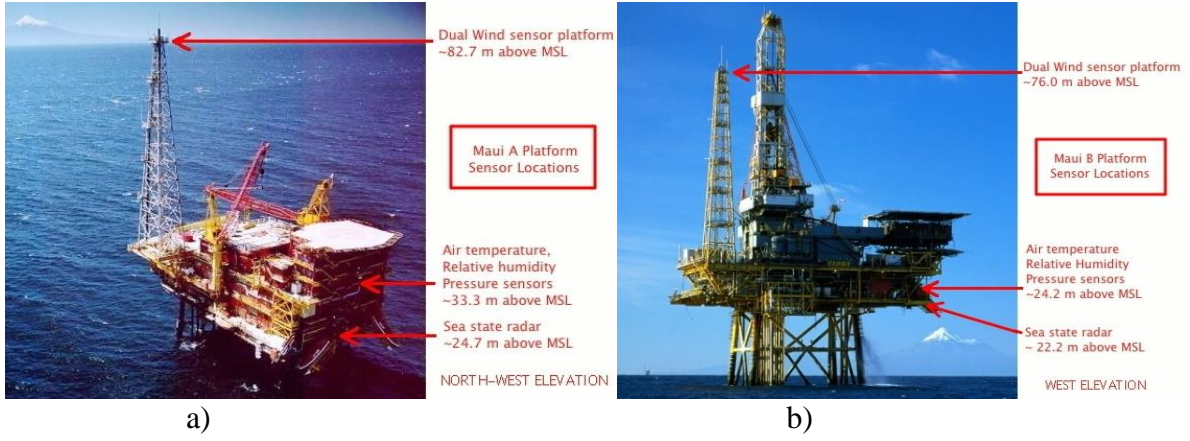 Dual Wind sensor platform
~82.7 m above MSL
Maui A Platform
Sensor Locations
Air temperature,
Relative humidity
Pressure sensors
~33.3 m above MSL
Sea state radar
~24.7 m above MSL
NORTH-WEST ELEVATION
a)
Dual Wind sensor platform
~76.0 m above MSL
Maui B Platform
Sensor Locations
Air temperature
Relative Humidity
Pressure sensors
~24.2 m above MSL
Sea state radar
~ 22.2 m above MSL
WEST ELEVATION
b)